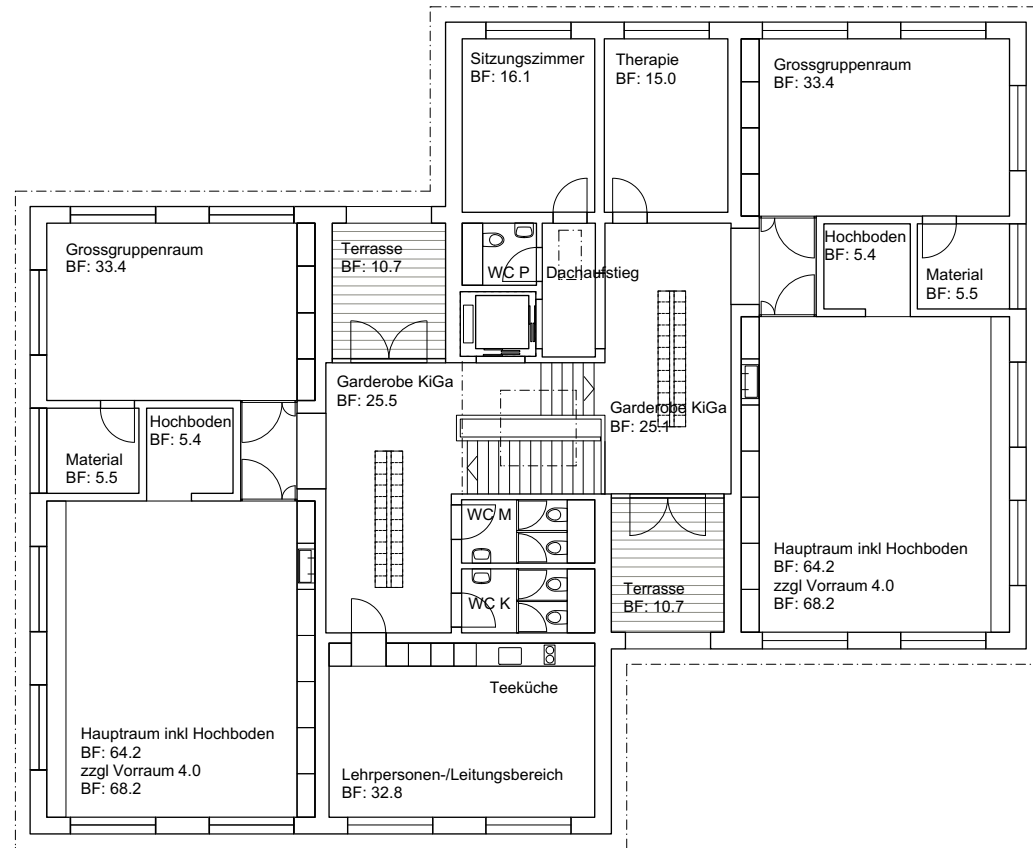 Sitzungszimmer
BF: 16.1
Therapie
BF: 15.0
Grossgruppenraum
BF: 33.4
Grossgruppenraum
BF: 33.4
Terrasse
BF: 10.7
WC P
Dachaufstieg
Hochboden
BF: 5.4
Material
BF: 5.5
Garderobe KiGa
BF: 25.5
Garderobe KiGa
BF: 25.1
Hochboden
BF: 5.4
Material
BF: 5.5
WC M
WC K
Terrasse
BF: 10.7
Hauptraum inkl Hochboden
BF: 64.2
zzgl Vorraum 4.0
BF: 68.2
Teeküche
Hauptraum inkl Hochboden
BF: 64.2
zzgl Vorraum 4.0
BF: 68.2
Lehrpersonen-/Leitungsbereich
BF: 32.8